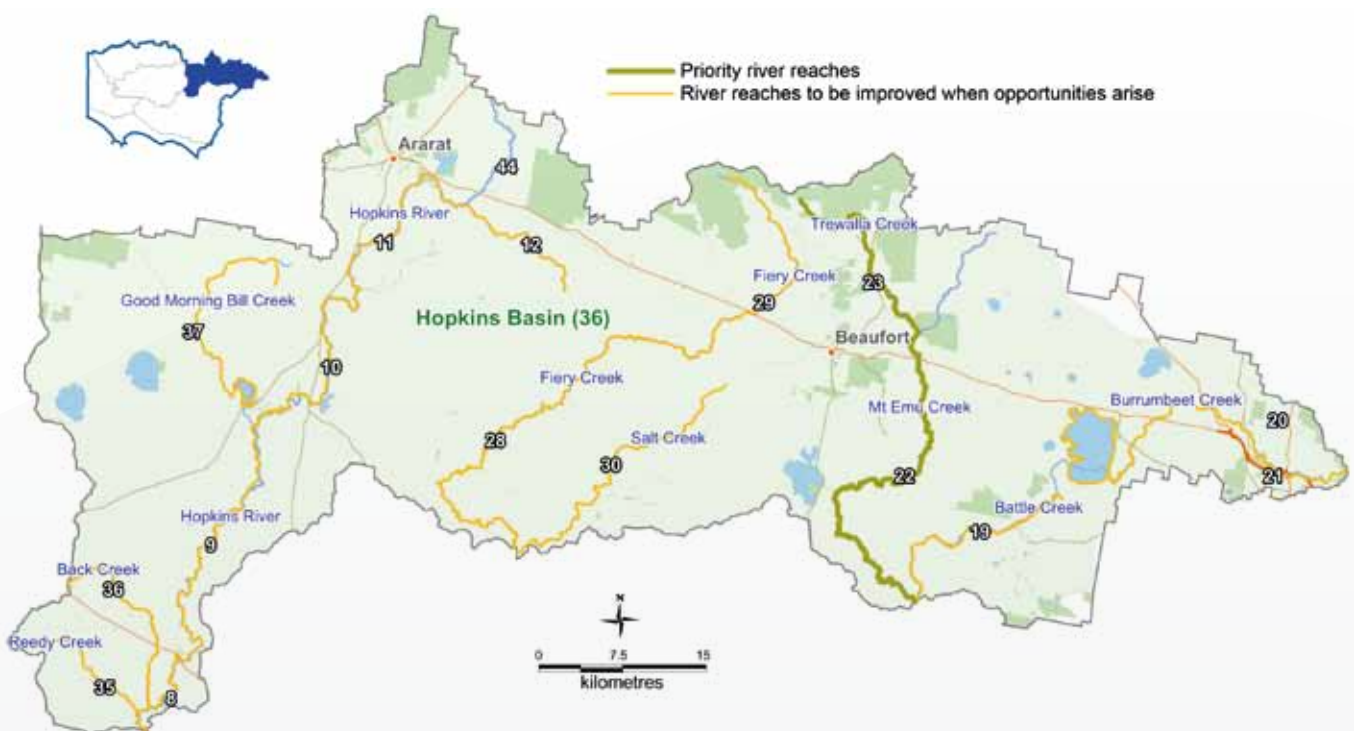 Priority river reaches
River reaches to be improved when opportunities arise
Ararat
44
Hopkins River
11
12
Trewalla Creek
Good Morning Bill Creek
37
Fiery Creek
23
29
Hopkins Basin (36)
Beaufort
10
Fiery Creek
Mt Emu Creek
Burrumbeet Creek
20
28
Salt Creek
30
22
21
Hopkins River
Battle Creek
9
19
Back Creek
36
N
Reedy Creek
35
8
0 7.5 15
kilometres